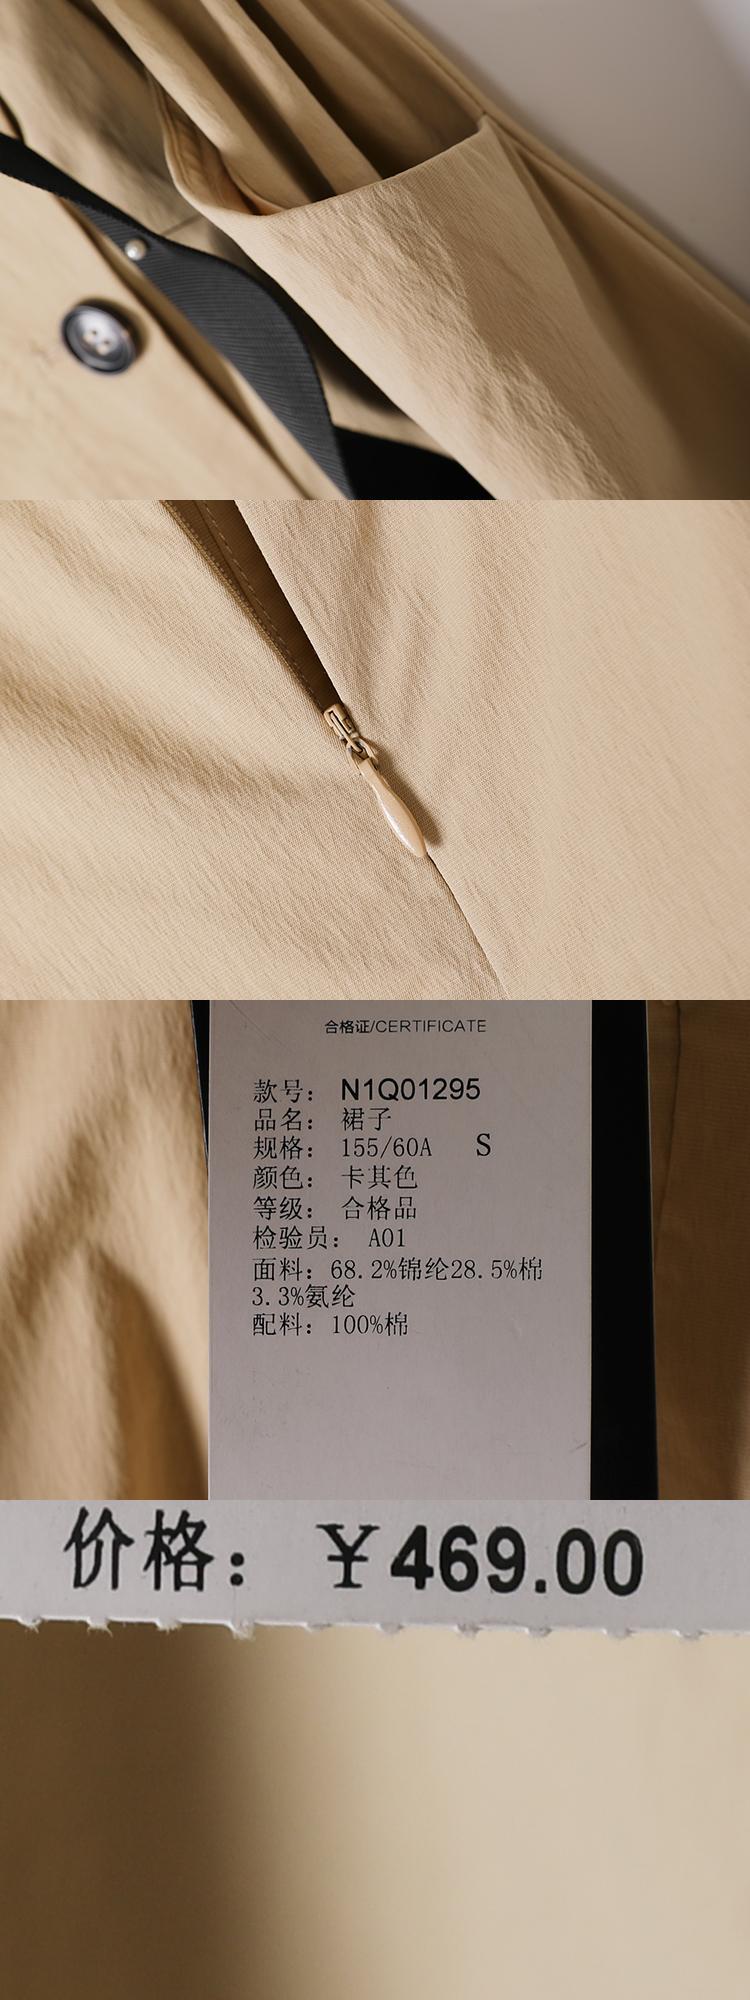 合格证/CERTIFICATE
款号： N1Q01295
品名： 裙子
规格： 155/60A S
颜色： 卡其色
等级： 合格品
检验员： A01
面料：68.2%锦纶28.5%棉
3.3%氨纶
配料：100%棉
价格： ¥469.00